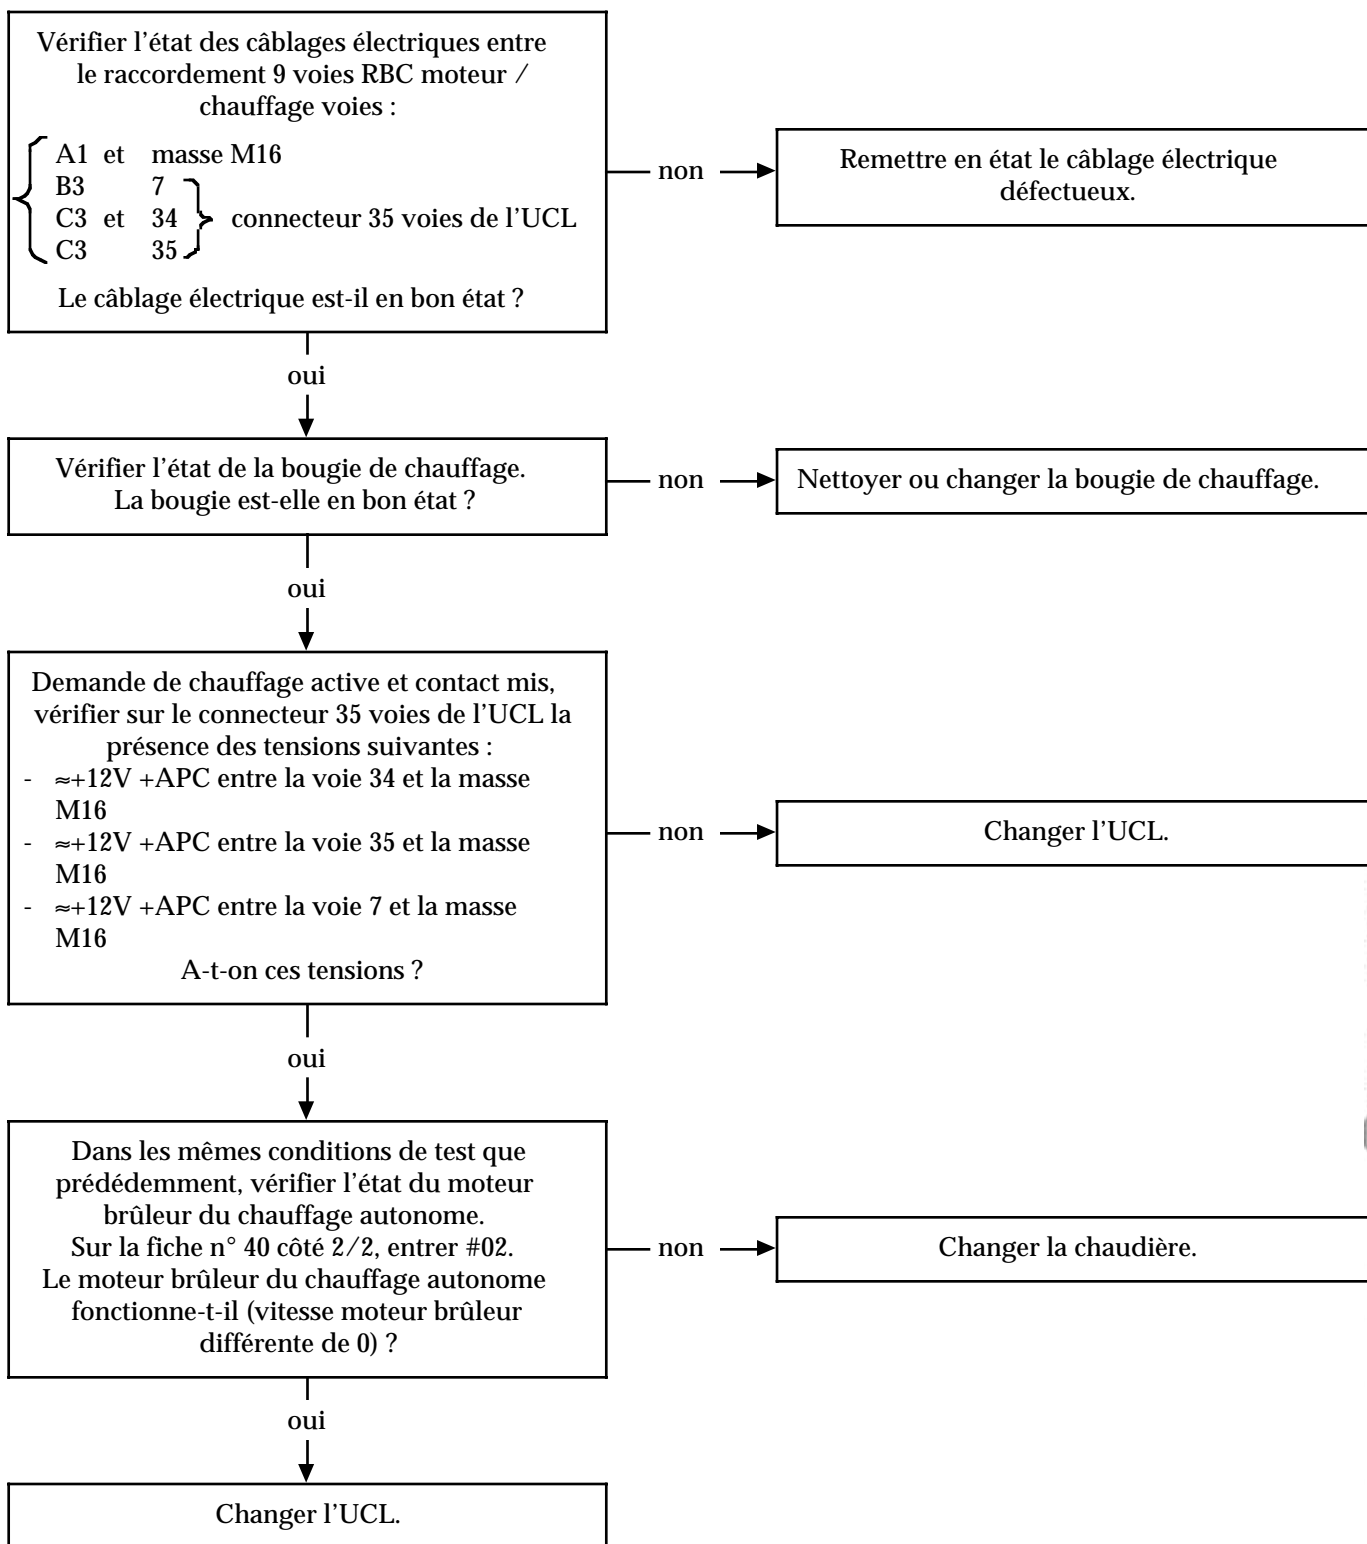 Vérifier l'état des câblages électriques entre
le raccordement 9 voies RBC moteur /
chauffage voies :
A1 et masse M16
B3 7
C3 et 34 connecteur 35 voies de l'UCL
C3 35
Le câblage électrique est-il en bon état ?
non
Remettre en état le câblage électrique
défectueux.
oui
Vérifier l'état de la bougie de chauffage.
La bougie est-elle en bon état ?
non
Nettoyer ou changer la bougie de chauffage.
oui
Demande de chauffage active et contact mis,
vérifier sur le connecteur 35 voies de l'UCL la
présence des tensions suivantes :
- ≈+12V +APC entre la voie 34 et la masse
M16
- ≈+12V +APC entre la voie 35 et la masse
M16
- ≈+12V +APC entre la voie 7 et la masse
M16
A-t-on ces tensions ?
non
Changer l'UCL.
oui
Dans les mêmes conditions de test que
prédédemment, vérifier l'état du moteur
brûleur du chauffage autonome.
Sur la fiche n° 40 côté 2/2, entrer #02.
Le moteur brûleur du chauffage autonome
fonctionne-t-il (vitesse moteur brûleur
différente de 0) ?
non
Changer la chaudière.
oui
Changer l'UCL.